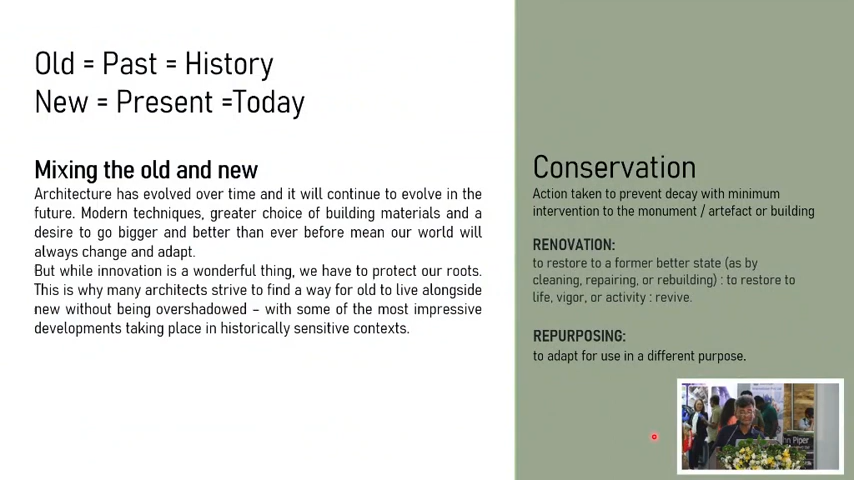 Old = Past = History
New = Present =Today
Mixing the old and new
Architecture has evolved over time and it will continue to evolve in the
future. Modern techniques, greater choice of building materials and a
desire to go bigger and better than ever before mean our world will
always change and adapt.
But while innovation is a wonderful thing, we have to protect our roots.
This is why many architects strive to find a way for old to live alongside
new without being overshadowed – with some of the most impressive
developments taking place in historically sensitive contexts.
Conservation
Action taken to prevent decay with minimum
intervention to the monument / artefact or building
RENOVATION:
to restore to a former better state (as by
cleaning, repairing, or rebuilding) : to restore to
life, vigor, or activity : revive.
REPURPOSING:
to adapt for use in a different purpose.
Piper